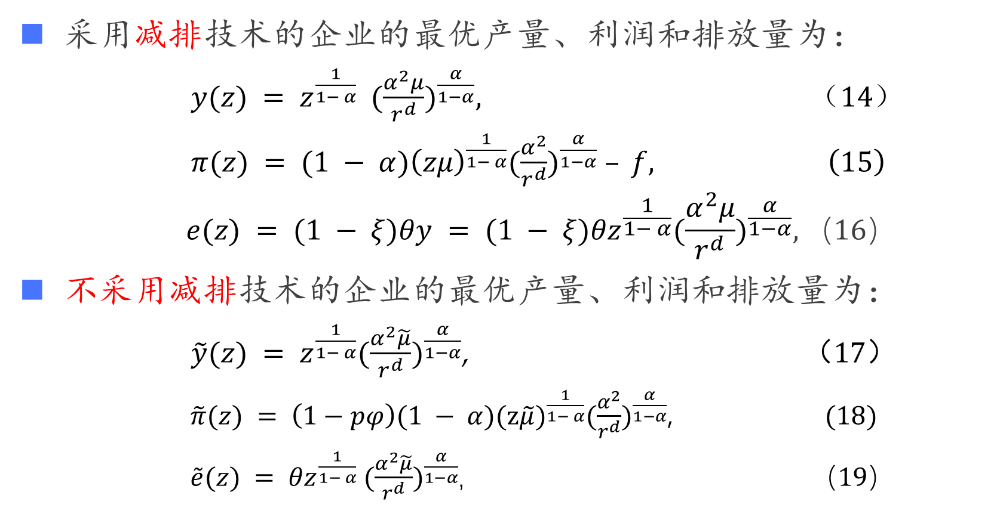 ■ 采用减排技术的企业的最优产量、利润和排放量为：
$y(z) = z^{\frac{1}{1-\alpha}} (\frac{\alpha^2 \mu}{r^d})^{\frac{\alpha}{1-\alpha}},$ （14）
$\pi(z) = (1 - \alpha)(z\mu)^{\frac{1}{1-\alpha}} (\frac{\alpha^2}{r^d})^{\frac{\alpha}{1-\alpha}} - f,$ (15)
$e(z) = (1 - \xi)\theta y = (1 - \xi)\theta z^{\frac{1}{1-\alpha}} (\frac{\alpha^2 \mu}{r^d})^{\frac{\alpha}{1-\alpha}},$ （16）
■ 不采用减排技术的企业的最优产量、利润和排放量为：
$\tilde{y}(z) = z^{\frac{1}{1-\alpha}} (\frac{\alpha^2 \tilde{\mu}}{r^d})^{\frac{\alpha}{1-\alpha}},$ （17）
$\tilde{\pi}(z) = (1 - p\varphi)(1 - \alpha)(\mathrm{z}\tilde{\mu})^{\frac{1}{1-\alpha}} (\frac{\alpha^2}{r^d})^{\frac{\alpha}{1-\alpha}},$ (18)
$\tilde{e}(z) = \theta z^{\frac{1}{1-\alpha}} (\frac{\alpha^2 \tilde{\mu}}{r^d})^{\frac{\alpha}{1-\alpha}},$ （19）